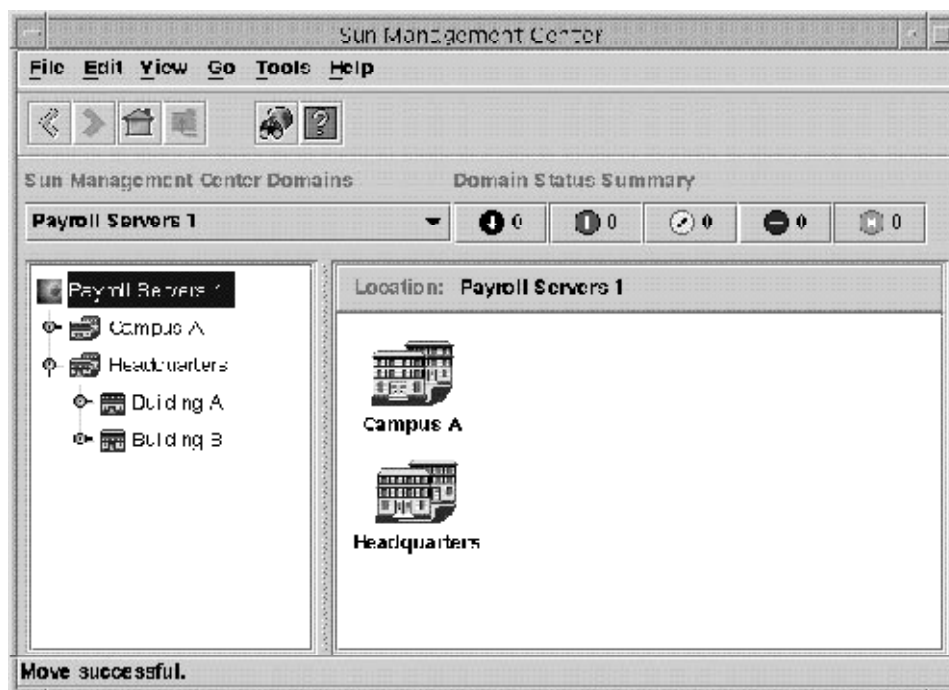 Sun Management Center
File Edit View Go Tools Help
Sun Management Center Domains Domain Status Summary
Payroll Servers 1 0 0 0 0 0
Payroll Servers 1 Location: Payroll Servers 1
Campus A
Headquarters
Building A
Building B
Campus A
Headquarters
Move successful.